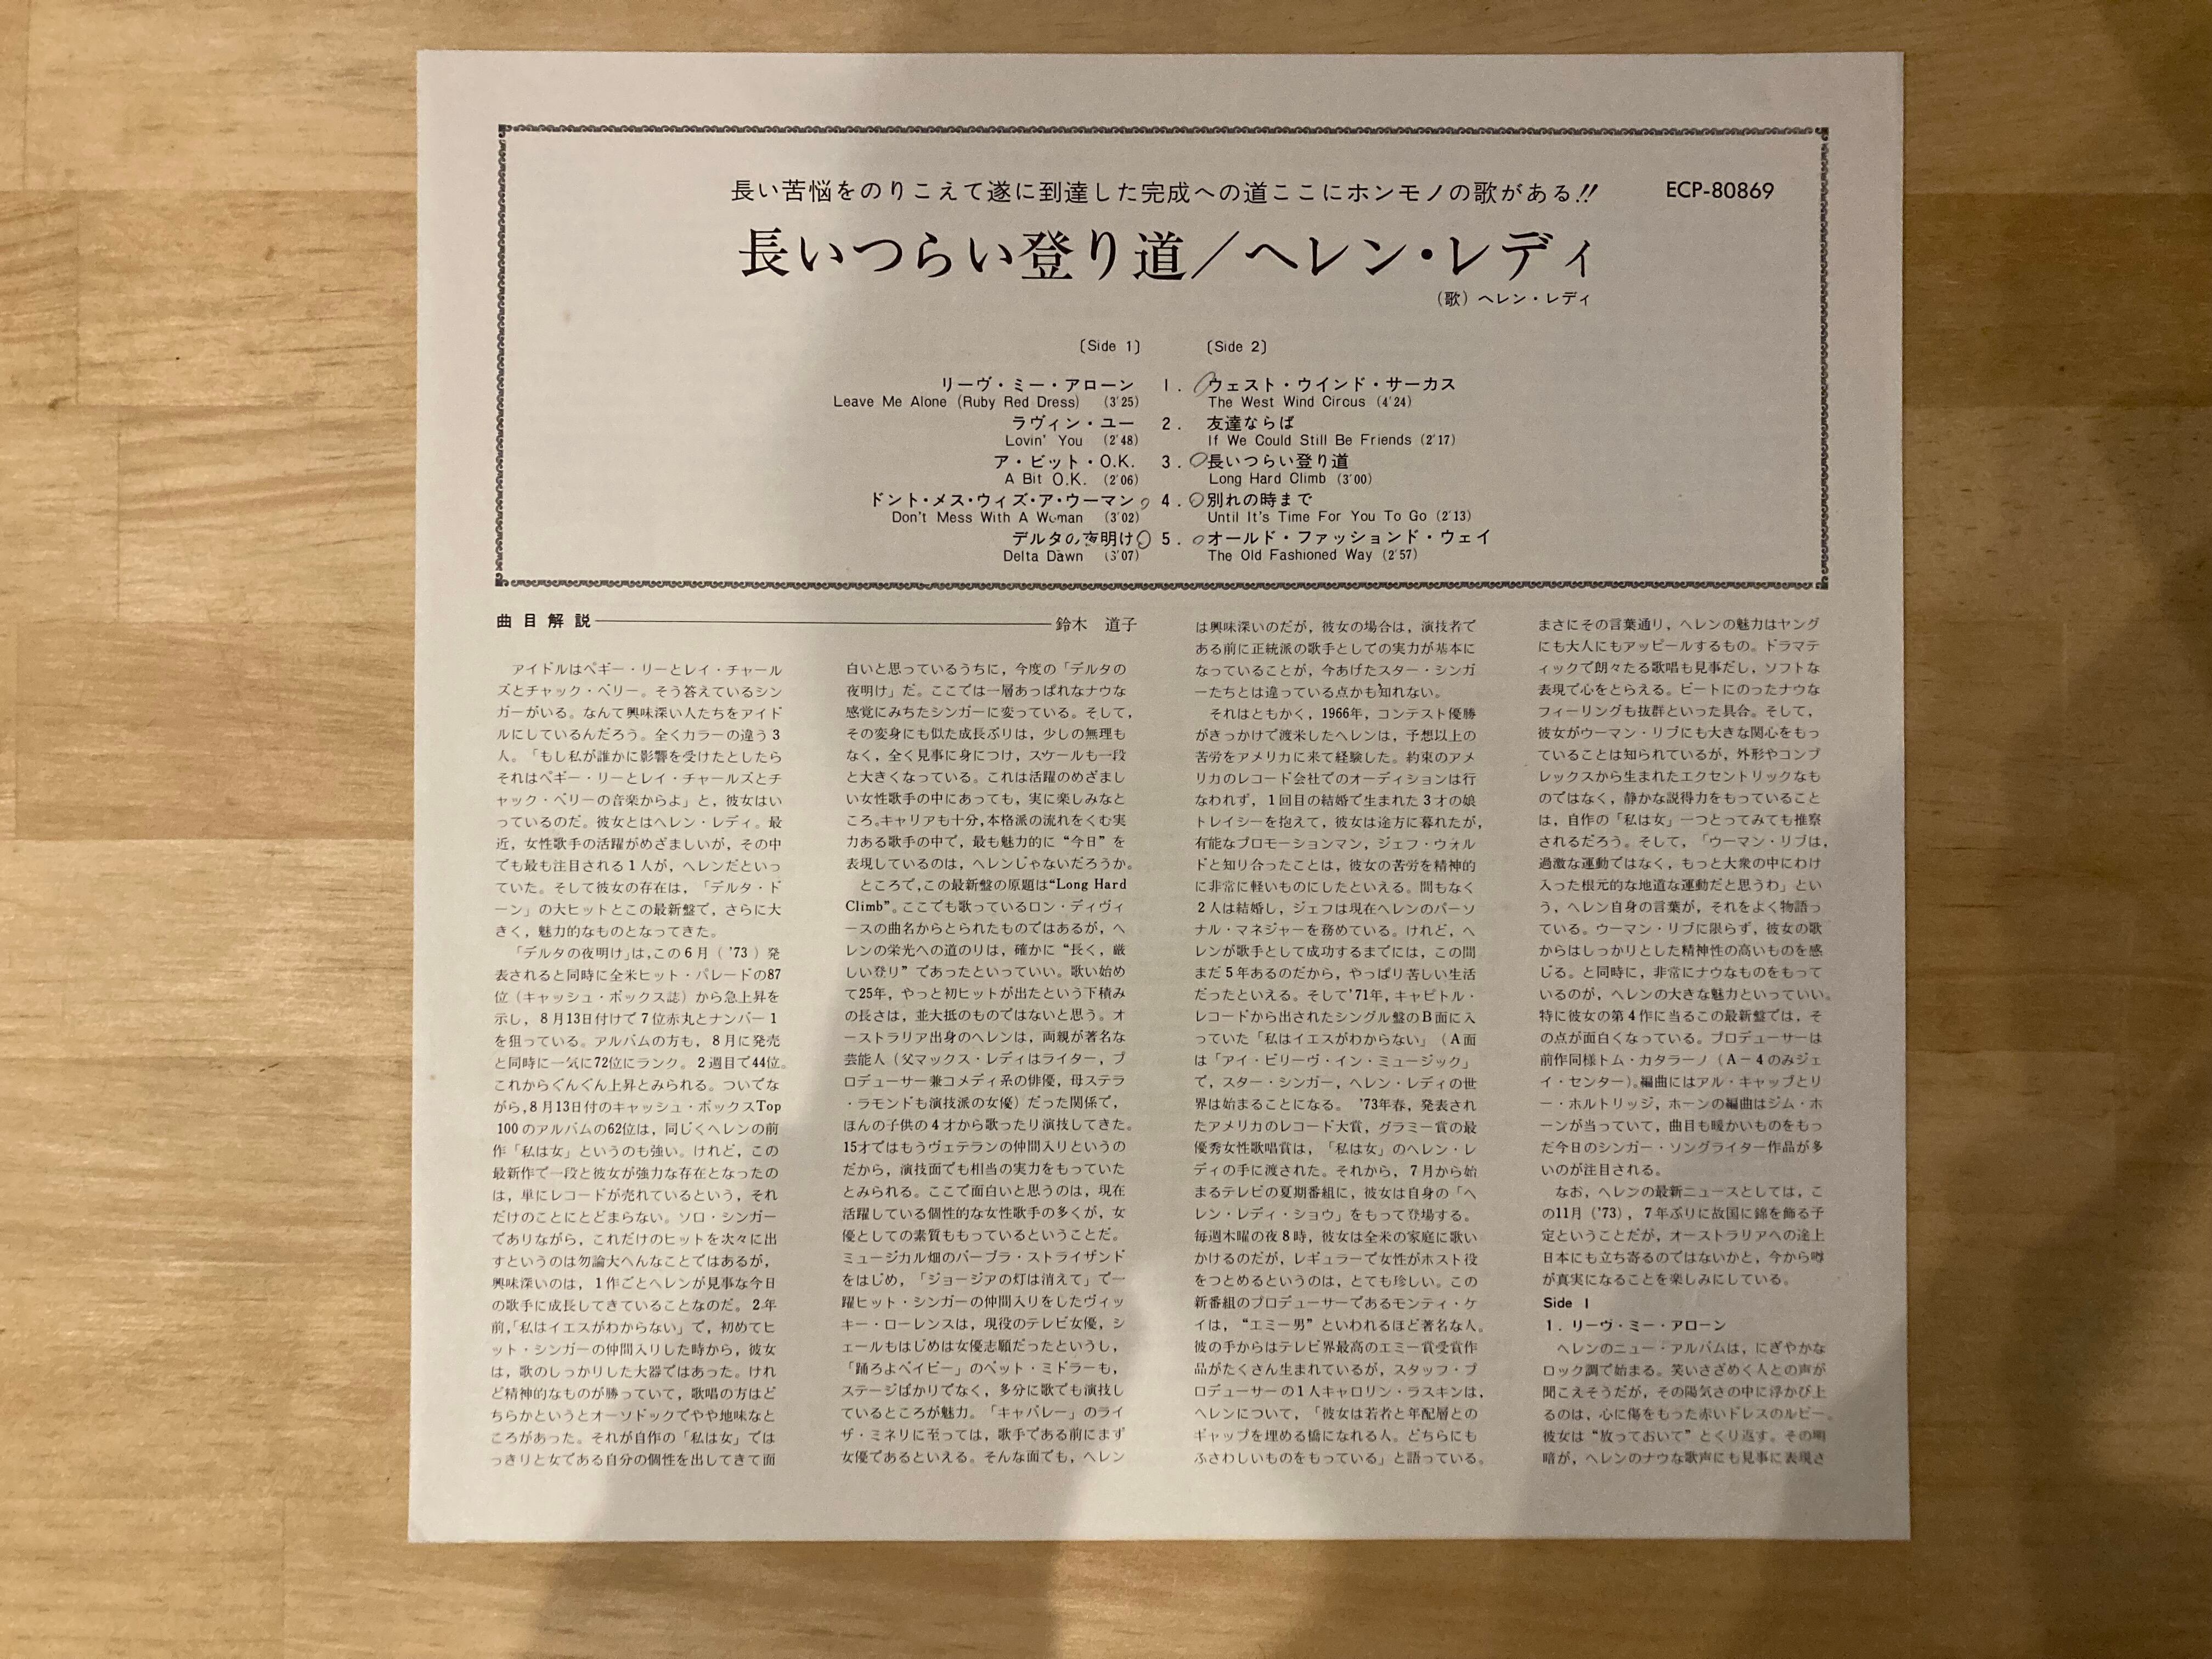 長い苦悩をのりこえて遂に到達した完成への道ここにホンモノの歌がある!!
ECP-80869
長いつらい登り道／ヘレン・レディ
(歌) ヘレン・レディ
〔Side 1〕
リーヴ・ミー・アローン 1.
Leave Me Alone (Ruby Red Dress) (3'25)
ラヴィン・ユー 2.
Lovin' You (2'48)
ア・ビット・O.K. 3.
A Bit O.K. (2'06)
ドント・メス・ウィズ・ア・ウーマン 4.
Don't Mess With A Woman (3'02)
デルタの夜明け 5.
Delta Dawn (3'07)
〔Side 2〕
ウェスト・ウインド・サーカス
The West Wind Circus (4'24)
友達ならば
If We Could Still Be Friends (2'17)
長いつらい登り道
Long Hard Climb (3'00)
別れの時まで
Until It's Time For You To Go (2'13)
オールド・ファッションド・ウェイ
The Old Fashioned Way (2'57)
曲目解説 鈴木 道子
アイドルはペギー・リーとレイ・チャール
ズとチャック・ベリー。そう答えているシン
ガーがいる。なんて興味深い人たちをアイド
ルにしているんだろう。全くカラーの違う3
人。「もし私が誰かに影響を受けたとしたら
それはペギー・リーとレイ・チャールズとチ
ャック・ベリーの音楽からよ」と，彼女はい
っているのだ。彼女とはヘレン・レディ。最
近，女性歌手の活躍がめざましいが，その中
でも最も注目される1人が，ヘレンだといっ
ていた。そして彼女の存在は，「デルタ・ド
ーン」の大ヒットとこの最新盤で，さらに大
きく，魅力的なものとなってきた。
「デルタの夜明け」は，この6月（'73）発
表されると同時に全米ヒット・パレードの87
位（キャッシュ・ボックス誌）から急上昇を
示し，8月13日付けで7位赤丸とナンバー1
を狙っている。アルバムの方も，8月に発売
と同時に一気に72位にランク。2週目で44位。
これからぐんぐん上昇とみられる。ついでな
がら，8月13日付のキャッシュ・ボックスTop
100のアルバムの62位は，同じくヘレンの前
作「私は女」というのも強い。けれど，この
最新作で一段と彼女が強力な存在となったの
は，単にレコードが売れているという，それ
だけのことにとどまらない。ソロ・シンガー
でありながら，これだけのヒットを次々に出
すというのは勿論大へんなことではあるが，
興味深いのは，1作ごとヘレンが見事な今日
の歌手に成長してきていることなのだ。2年
前，「私はイエスがわからない」で，初めてヒ
ット・シンガーの仲間入りした時から，彼女
は，歌のしっかりした大器ではあった。けれ
ど精神的なものが勝っていて，歌唱の方はど
ちらかというとオーソドックでやや地味なと
ころがあった。それが自作の「私は女」では
っきりと女である自分の個性を出してきて面
白いと思っているうちに，今度の「デルタの
夜明け」だ。ここでは一層あっぱれなナウな
感覚にみちたシンガーに変っている。そして，
その変身にも似た成長ぶりは，少しの無理も
なく，全く見事に身につけ，スケールも一段
と大きくなっている。これは活躍のめざまし
い女性歌手の中にあっても，実に楽しみなと
ころ。キャリアも十分，本格派の流れをくむ実
力ある歌手の中で，最も魅力的に“今日”を
表現しているのは，ヘレンじゃないだろうか。
ところで，この最新盤の原題は“Long Hard
Climb”。ここでも歌っているロン・ディヴィ
ースの曲名からとられたものではあるが，ヘ
レンの栄光への道のりは，確かに“長く，厳
しい登り”であったといっていい。歌い始め
て25年，やっと初ヒットが出たという下積み
の長さは，並大抵のものではないと思う。オ
ーストラリア出身のヘレンは，両親が著名な
芸能人（父マックス・レディはライター，プ
ロデューサー兼コメディ系の俳優，母ステラ
・ラモンドも演技派の女優）だった関係で，
ほんの子供の4才から歌ったり演技してきた。
15才ではもうヴェテランの仲間入りというの
だから，演技面でも相当の実力をもっていた
とみられる。ここで面白いと思うのは，現在
活躍している個性的な女性歌手の多くが，女
優としての素質ももっているということだ。
ミュージカル畑のバーブラ・ストライザンド
をはじめ，「ジョージアの灯は消えて」で一
躍ヒット・シンガーの仲間入りをしたヴィッ
キー・ローレンスは，現役のテレビ女優，シ
ェールもはじめは女優志願だったというし，
「踊ろよベイビー」のベット・ミドラーも，
ステージばかりでなく，多分に歌でも演技し
ているところが魅力。「キャバレー」のライ
ザ・ミネリに至っては，歌手である前にまず
女優であるといえる。そんな面でも，ヘレン
は興味深いのだが，彼女の場合は，演技者で
ある前に正統派の歌手としての実力が基本に
なっていることが，今あげたスター・シンガ
ーたちとは違っている点かも知れない。
それはともかく，1966年，コンテスト優勝
がきっかけで渡米したヘレンは，予想以上の
苦労をアメリカに来て経験した。約束のアメ
リカのレコード会社でのオーディションは行
なわれず，1回目の結婚で生まれた3才の娘
トレイシーを抱えて，彼女は途方に暮れたが，
有能なプロモーションマン，ジェフ・ウォル
ドと知り合ったことは，彼女の苦労を精神的
に非常に軽いものにしたといえる。間もなく
2人は結婚し，ジェフは現在ヘレンのパーソ
ナル・マネジャーを務めている。けれど，ヘ
レンが歌手として成功するまでには，この間
まだ5年あるのだから，やっぱり苦しい生活
だったといえる。そして'71年，キャピトル・
レコードから出されたシングル盤のB面に入
っていた「私はイエスがわからない」（A面
は「アイ・ビリーヴ・イン・ミュージック」
で，スター・シンガー，ヘレン・レディの世
界は始まることになる。'73年春，発表され
たアメリカのレコード大賞，グラミー賞の最
優秀女性歌唱賞は，「私は女」のヘレン・レ
ディの手に渡された。それから，7月から始
まるテレビの夏期番組に，彼女は自身の「ヘ
レン・レディ・ショウ」をもって登場する。
毎週木曜の夜8時，彼女は全米の家庭に歌い
かけるのだが，レギュラーで女性がホスト役
をつとめるというのは，とても珍しい。この
新番組のプロデューサーであるモンティ・ケ
イは，“エミー男”といわれるほど著名な人。
彼の手からはテレビ界最高のエミー賞受賞作
品がたくさん生まれているが，スタッフ・プ
ロデューサーの1人キャロリン・ラスキンは，
ヘレンについて，「彼女は若者と年配層との
ギャップを埋める橋になれる人。どちらにも
ふさわしいものをもっている」と語っている。
まさにその言葉通り，ヘレンの魅力はヤング
にも大人にもアッピールするもの。ドラマテ
ィックで朗々たる歌唱も見事だし，ソフトな
表現で心をとらえる。ビートにのったナウな
フィーリングも抜群といった具合。そして，
彼女がウーマン・リブにも大きな関心をもっ
ていることは知られているが，外形やコンプ
レックスから生まれたエクセントリックなも
のではなく，静かな説得力をもっていること
は，自作の「私は女」一つとってみても推察
されるだろう。そして，「ウーマン・リブは，
過激な運動ではなく，もっと大衆の中にわけ
入った根元的な地道な運動だと思うわ」とい
う，ヘレン自身の言葉が，それをよく物語っ
ている。ウーマン・リブに限らず，彼女の歌
からはしっかりとした精神性の高いものを感
じる。と同時に，非常にナウなものをもって
いるのが，ヘレンの大きな魅力といっていい。
特に彼女の第4作に当るこの最新盤では，そ
の点が面白くなっている。プロデューサーは
前作同様トム・カタラーノ（A－4のみジェ
イ・センター）。編曲にはアル・キャップとリ
ー・ホルトリッジ，ホーンの編曲はジム・ホ
ーンが当っていて，曲目も暖かいものをもっ
だ今日のシンガー・ソングライター作品が多
いのが注目される。
なお，ヘレンの最新ニュースとしては，こ
の11月（'73），7年ぶりに故国に錦を飾る予
定ということだが，オーストラリアへの途上
日本にも立ち寄るのではないかと，今から噂
が真実になることを楽しみにしている。
Side 1
1．リーヴ・ミー・アローン
ヘレンのニュー・アルバムは，にぎやかな
ロック調で始まる。笑いさざめく人との声が
聞こえそうだが，その陽気さの中に浮かび上
るのは，心に傷をもった赤いドレスのルビー。
彼女は“放っておいて”とくり返す。その明
暗が，ヘレンのナウな歌声にも見事に表現さ